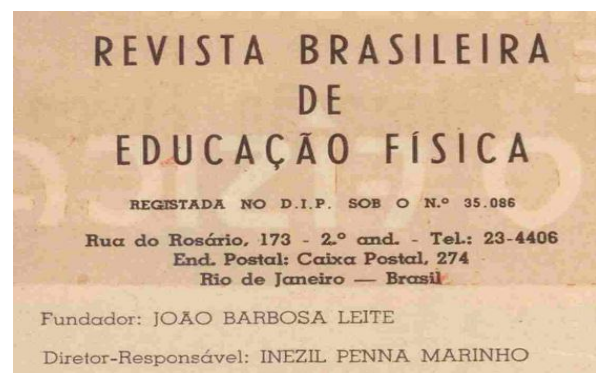 REVISTA BRASILEIRA
DE
EDUCAÇÃO FÍSICA
REGISTADA NO D.I.P. SOB O N.º 35.086
Rua do Rosário, 173 - 2.º and. - Tel.: 23-4406
End. Postal: Caixa Postal, 274
Rio de Janeiro — Brasil
Fundador: JOAO BARBOSA LEITE
Diretor-Responsável: INEZIL PENNA MARINHO